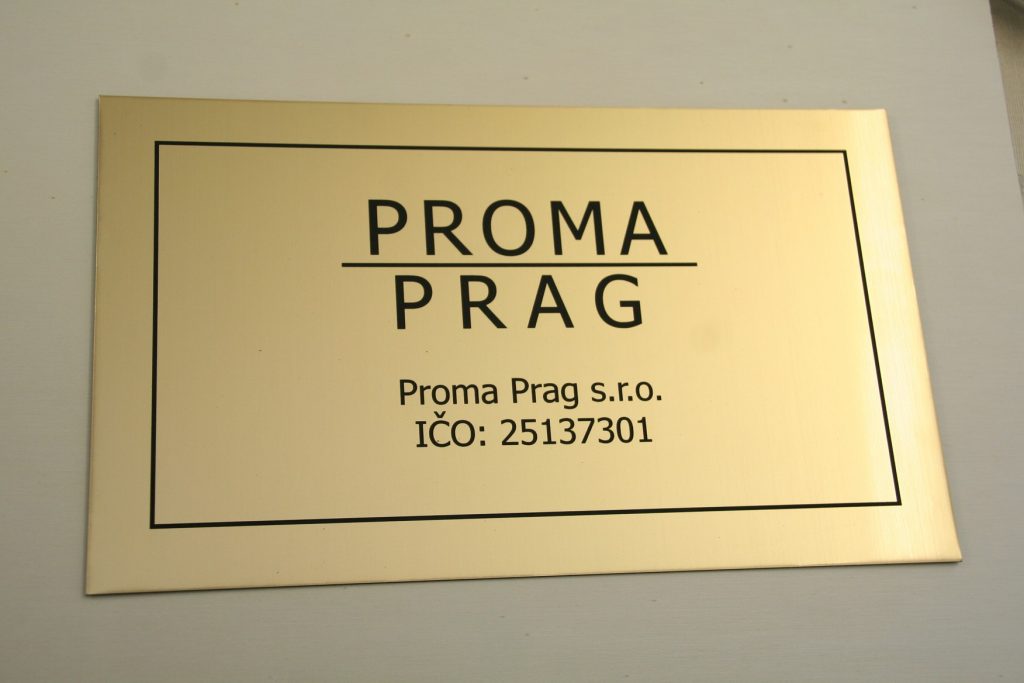 PROMA
PRAG
Proma Prag s.r.o.
IČO: 25137301